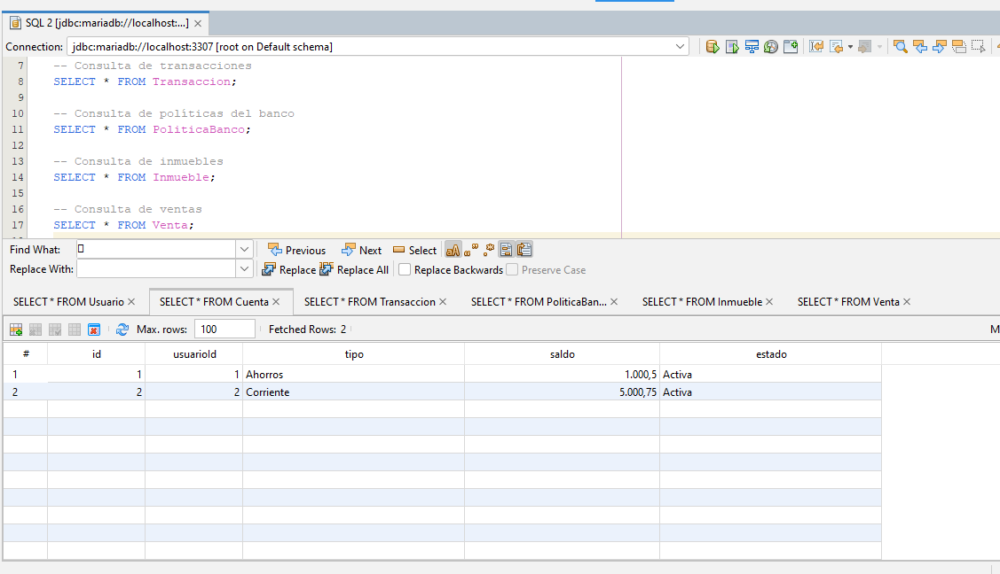 SQL 2 [jdbc:mariadb://localhost:...]
Connection: jdbc:mariadb://localhost:3307 [root on Default schema]
7 -- Consulta de transacciones
8 SELECT * FROM Transaccion;
9
10 -- Consulta de políticas del banco
11 SELECT * FROM PoliticaBanco;
12
13 -- Consulta de inmuebles
14 SELECT * FROM Inmueble;
15
16 -- Consulta de ventas
17 SELECT * FROM Venta;
Find What: Previous Next Select
Replace With: Replace Replace All Replace Backwards Preserve Case
SELECT * FROM Usuario SELECT * FROM Cuenta SELECT * FROM Transaccion SELECT * FROM PoliticaBan... SELECT * FROM Inmueble SELECT * FROM Venta
Max. rows: 100 Fetched Rows: 2 M
# id usuarioId tipo saldo estado
1 1 1 Ahorros 1.000,5 Activa
2 2 2 Corriente 5.000,75 Activa